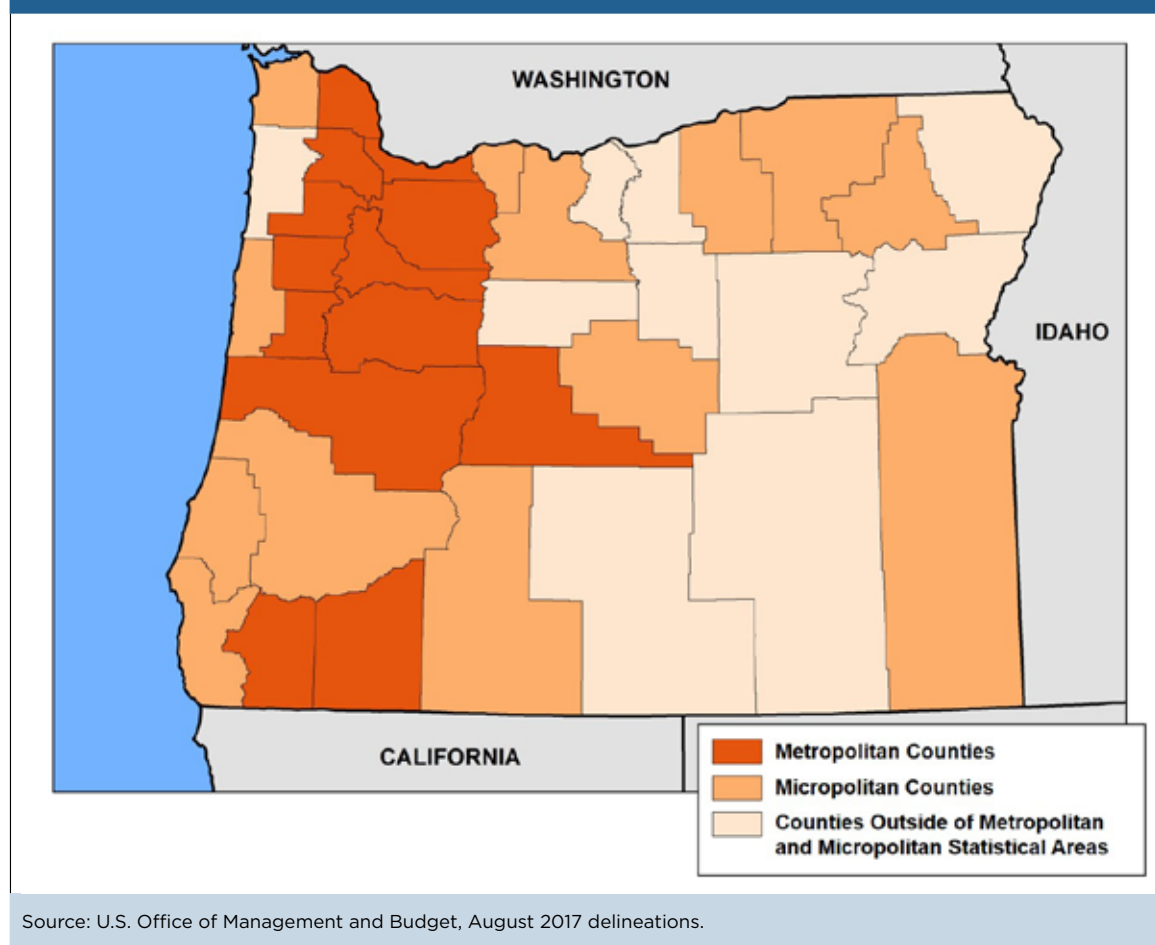 WASHINGTON
IDAHO
CALIFORNIA
Metropolitan Counties
Micropolitan Counties
Counties Outside of Metropolitan
and Micropolitan Statistical Areas
Source: U.S. Office of Management and Budget, August 2017 delineations.